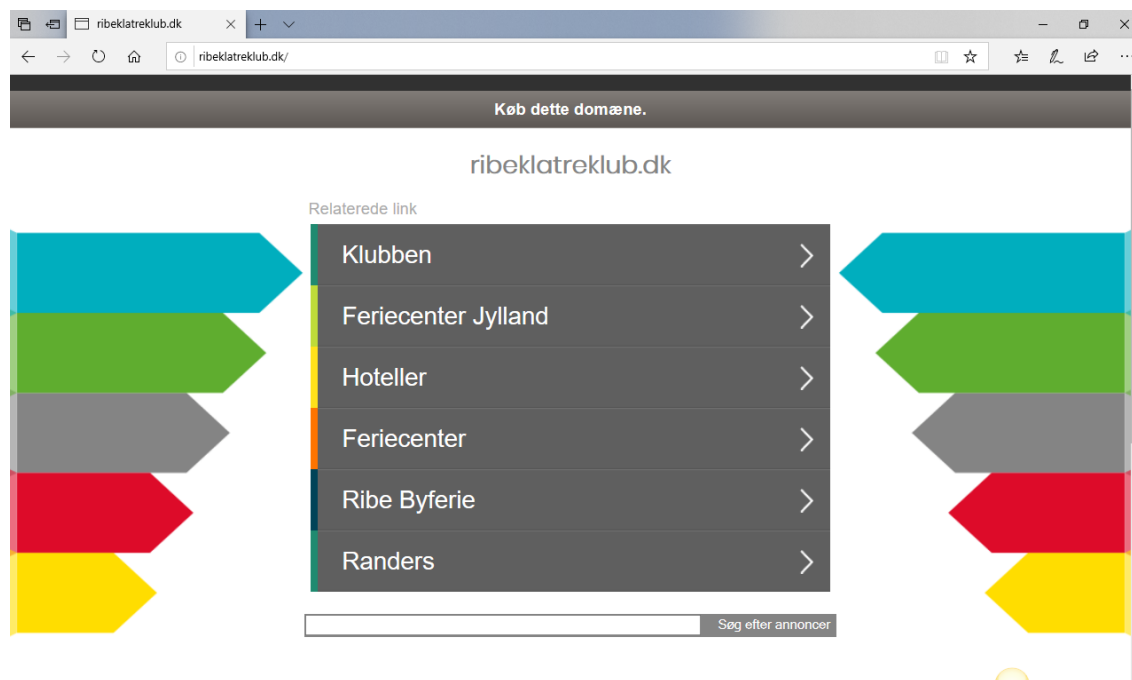 ribeklatreklub.dk
ribeklatreklub.dk/
Køb dette domæne.
ribeklatreklub.dk
Relaterede link
Klubben
Feriecenter Jylland
Hoteller
Feriecenter
Ribe Byferie
Randers
Søg efter annoncer